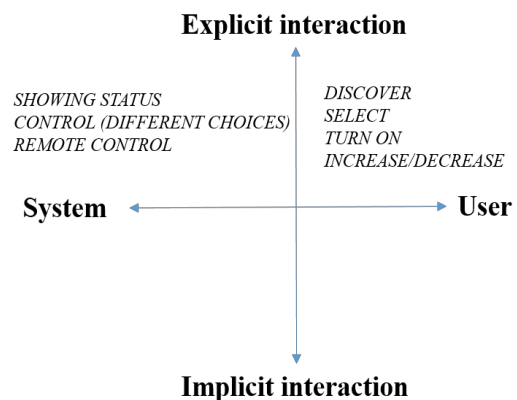 Explicit interaction
SHOWING STATUS
CONTROL (DIFFERENT CHOICES)
REMOTE CONTROL
DISCOVER
SELECT
TURN ON
INCREASE/DECREASE
System
User
Implicit interaction